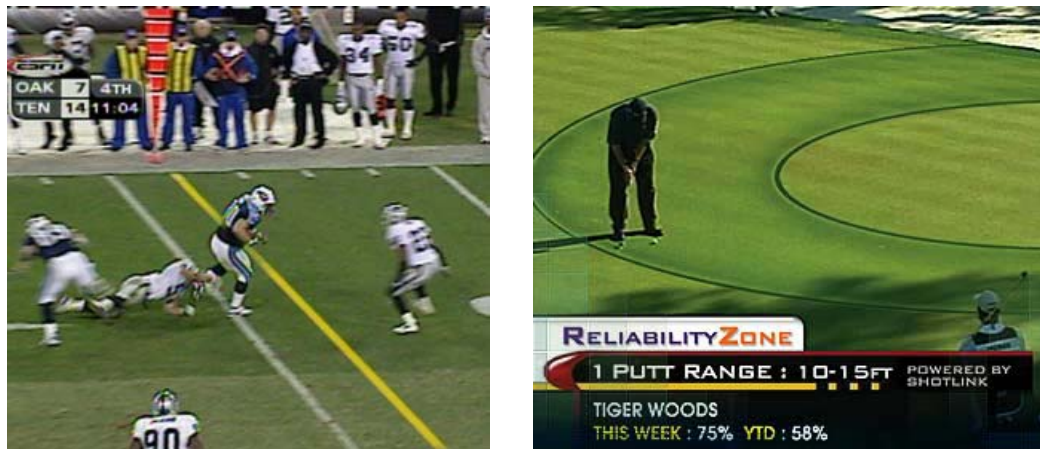 ESPN
OAK 7 4TH
TEN 14 11:04
34
50
90
RELIABILITYZONE
1 PUTT RANGE : 10-15FT POWERED BY
SHOTLINK
TIGER WOODS
THIS WEEK : 75% YTD : 58%